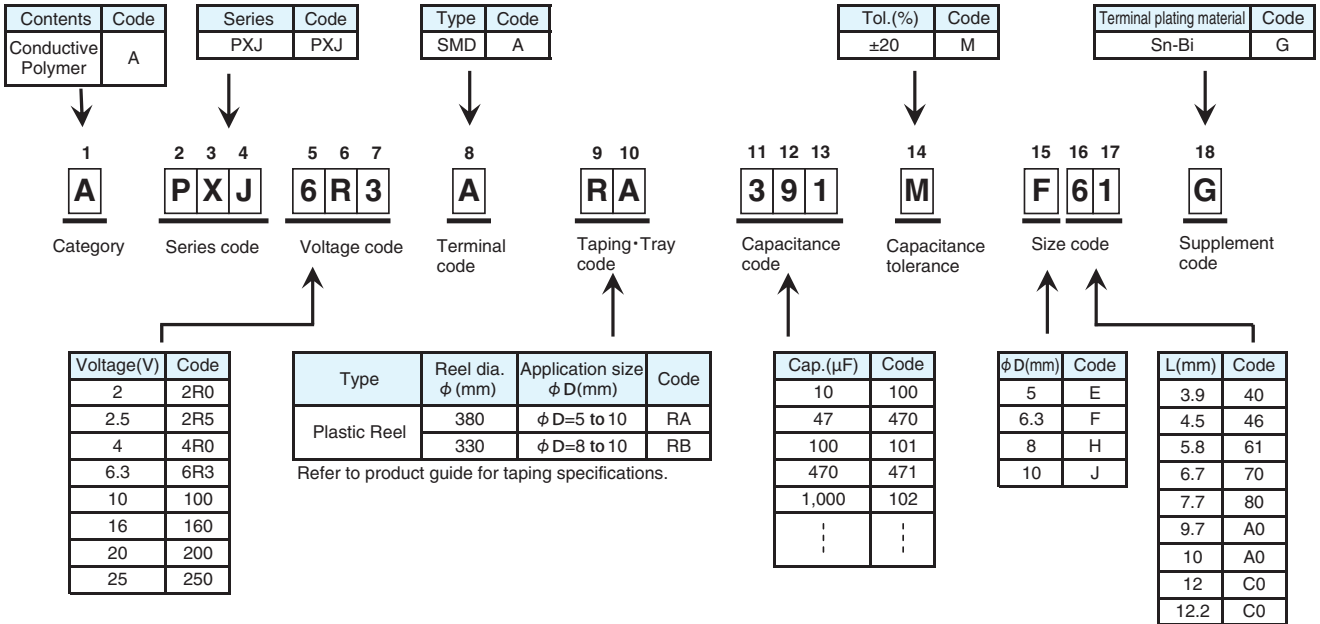 Contents Code
Conductive Polymer A
Series Code
PXJ PXJ
Type Code
SMD A
Tol.(%) Code
±20 M
Terminal plating material Code
Sn-Bi G
1 2 3 4 5 6 7 8 9 10 11 12 13 14 15 16 17 18
A P X J 6 R 3 A R A 3 9 1 M F 6 1 G
Category
Series code
Voltage code
Terminal
code
Taping･Tray
code
Capacitance
code
Capacitance
tolerance
Size code
Supplement
code
Voltage(V) Code
2 2R0
2.5 2R5
4 4R0
6.3 6R3
10 100
16 160
20 200
25 250
Type Reel dia. φ (mm) Application size φD(mm) Code
Plastic Reel 380 φD=5 to 10 RA
330 φD=8 to 10 RB
Refer to product guide for taping specifications.
Cap.(µF) Code
10 100
47 470
100 101
470 471
1,000 102
φD(mm) Code
5 E
6.3 F
8 H
10 J
L(mm) Code
3.9 40
4.5 46
5.8 61
6.7 70
7.7 80
9.7 A0
10 A0
12 C0
12.2 C0